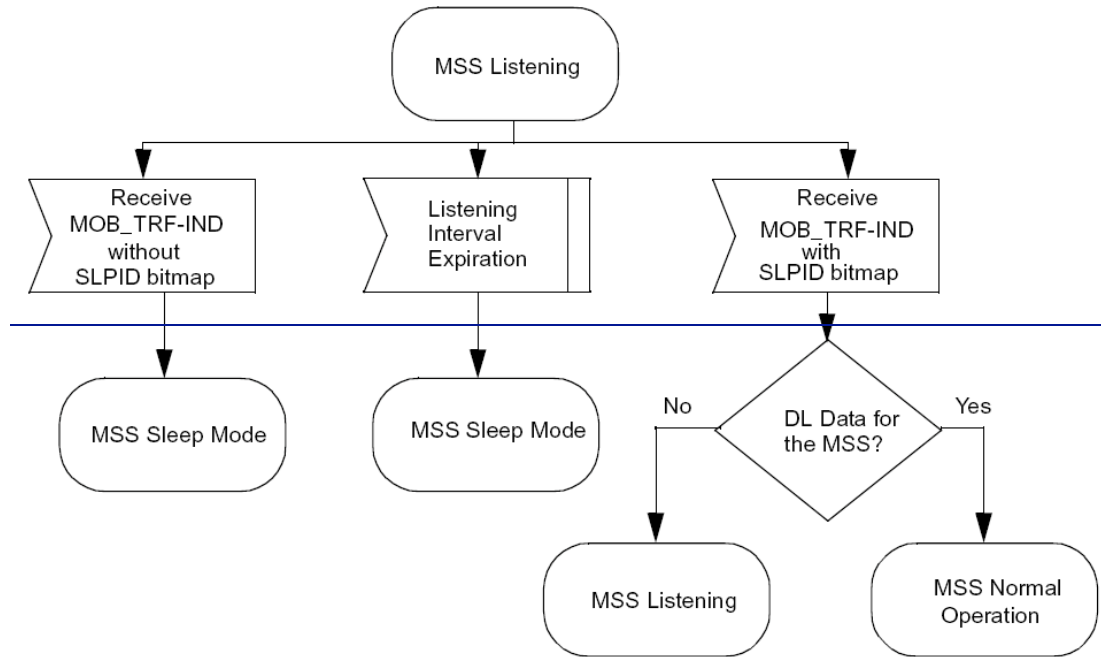 MSS Listening
Receive
MOB_TRF-IND
without
SLPID bitmap
Listening
Interval
Expiration
Receive
MOB_TRF-IND
with
SLPID bitmap
MSS Sleep Mode
MSS Sleep Mode
No
DL Data for
the MSS?
Yes
MSS Listening
MSS Normal
Operation